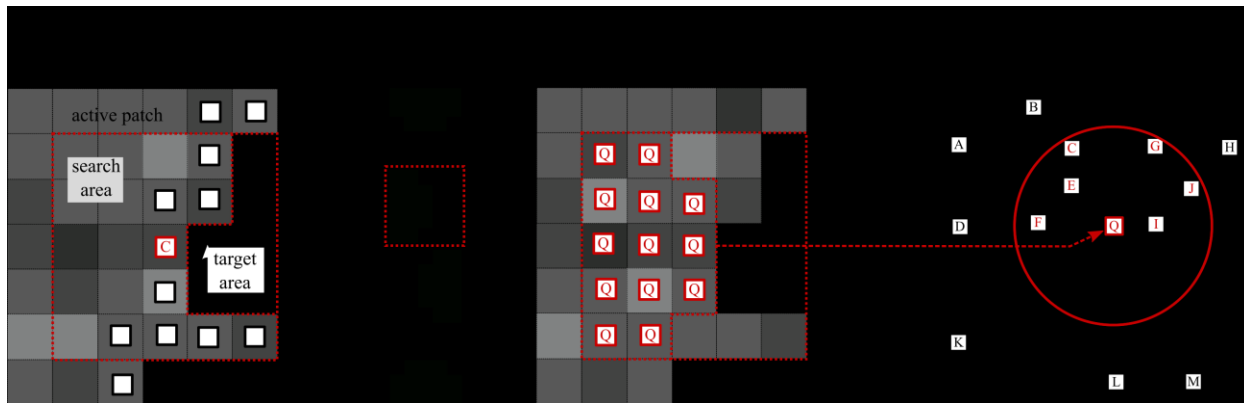 active patch
search
area
C
target
area
Q Q
Q Q Q
Q Q Q
Q Q Q
Q Q
B
A C G H
E J
D F Q I
K
L M